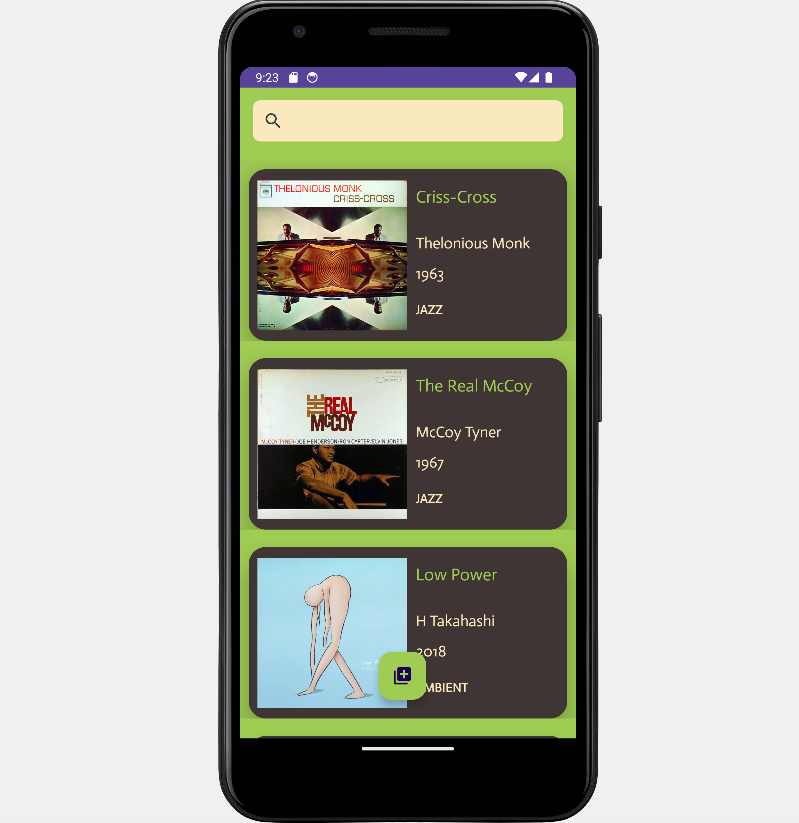 9:23
THELONIOUS MONK
CRISS-CROSS
Criss-Cross
Thelonious Monk
1963
JAZZ
THE REAL
McCOY
McCOY TYNER/JOE HENDERSON/RON CARTER/ELVIN JONES
The Real McCoy
McCoy Tyner
1967
JAZZ
Low Power
H Takahashi
2018
MBIENT